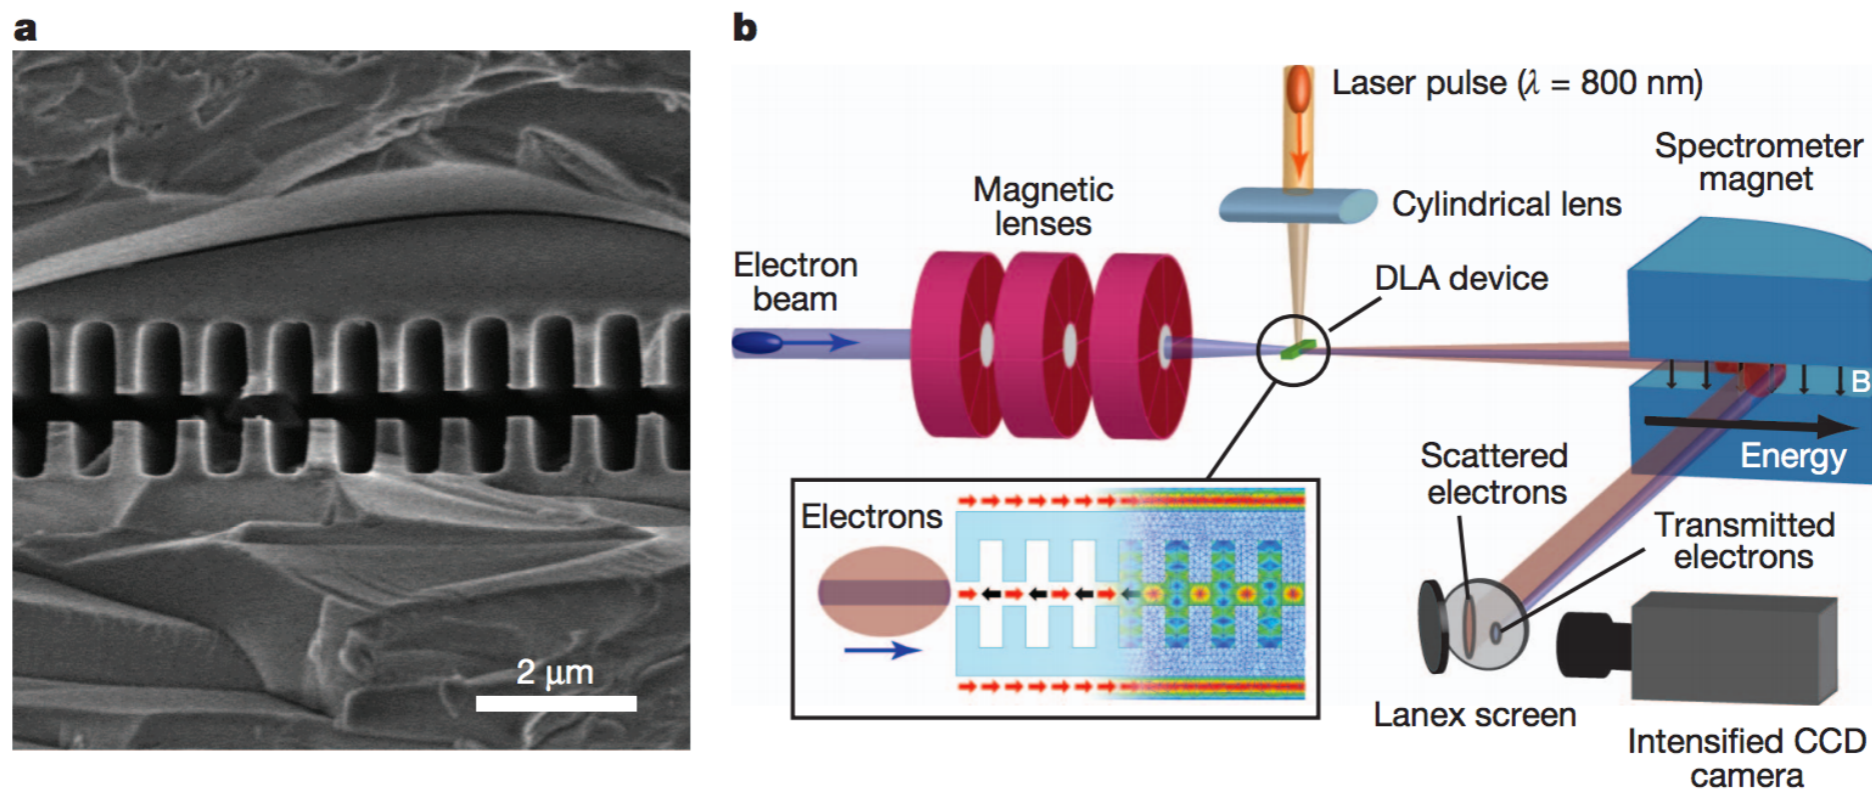 a
2 μm
b
Laser pulse (λ = 800 nm)
Spectrometer
magnet
Magnetic
lenses
Cylindrical lens
Electron
beam
DLA device
B
Energy
Scattered
electrons
Electrons
Transmitted
electrons
Lanex screen
Intensified CCD
camera